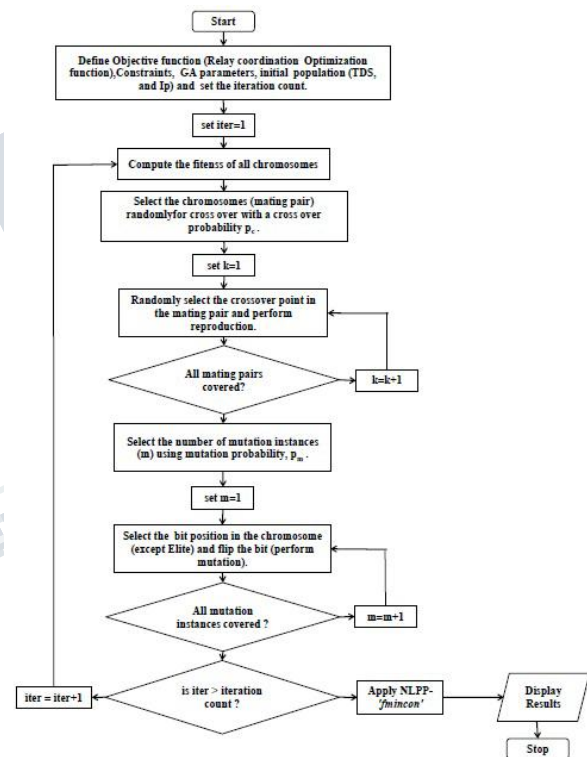 Start
Define Objective function (Relay coordination Optimization
function),Constraints, GA parameters, initial population (TDS,
and Ip) and set the iteration count.
set iter=1
Compute the fitenss of all chromosomes
Select the chromosomes (mating pair)
randomlyfor cross over with a cross over
probability pc .
set k=1
Randomly select the crossover point in
the mating pair and perform
reproduction.
All mating pairs
covered?
k=k+1
Select the number of mutation instances
(m) using mutation probability, pm .
set m=1
Select the bit position in the chromosome
(except Elite) and flip the bit (perform
mutation).
All mutation
instances covered ?
m=m+1
is iter > iteration
count ?
iter = iter+1
Apply NLPP-
'fmincon'
Display
Results
Stop